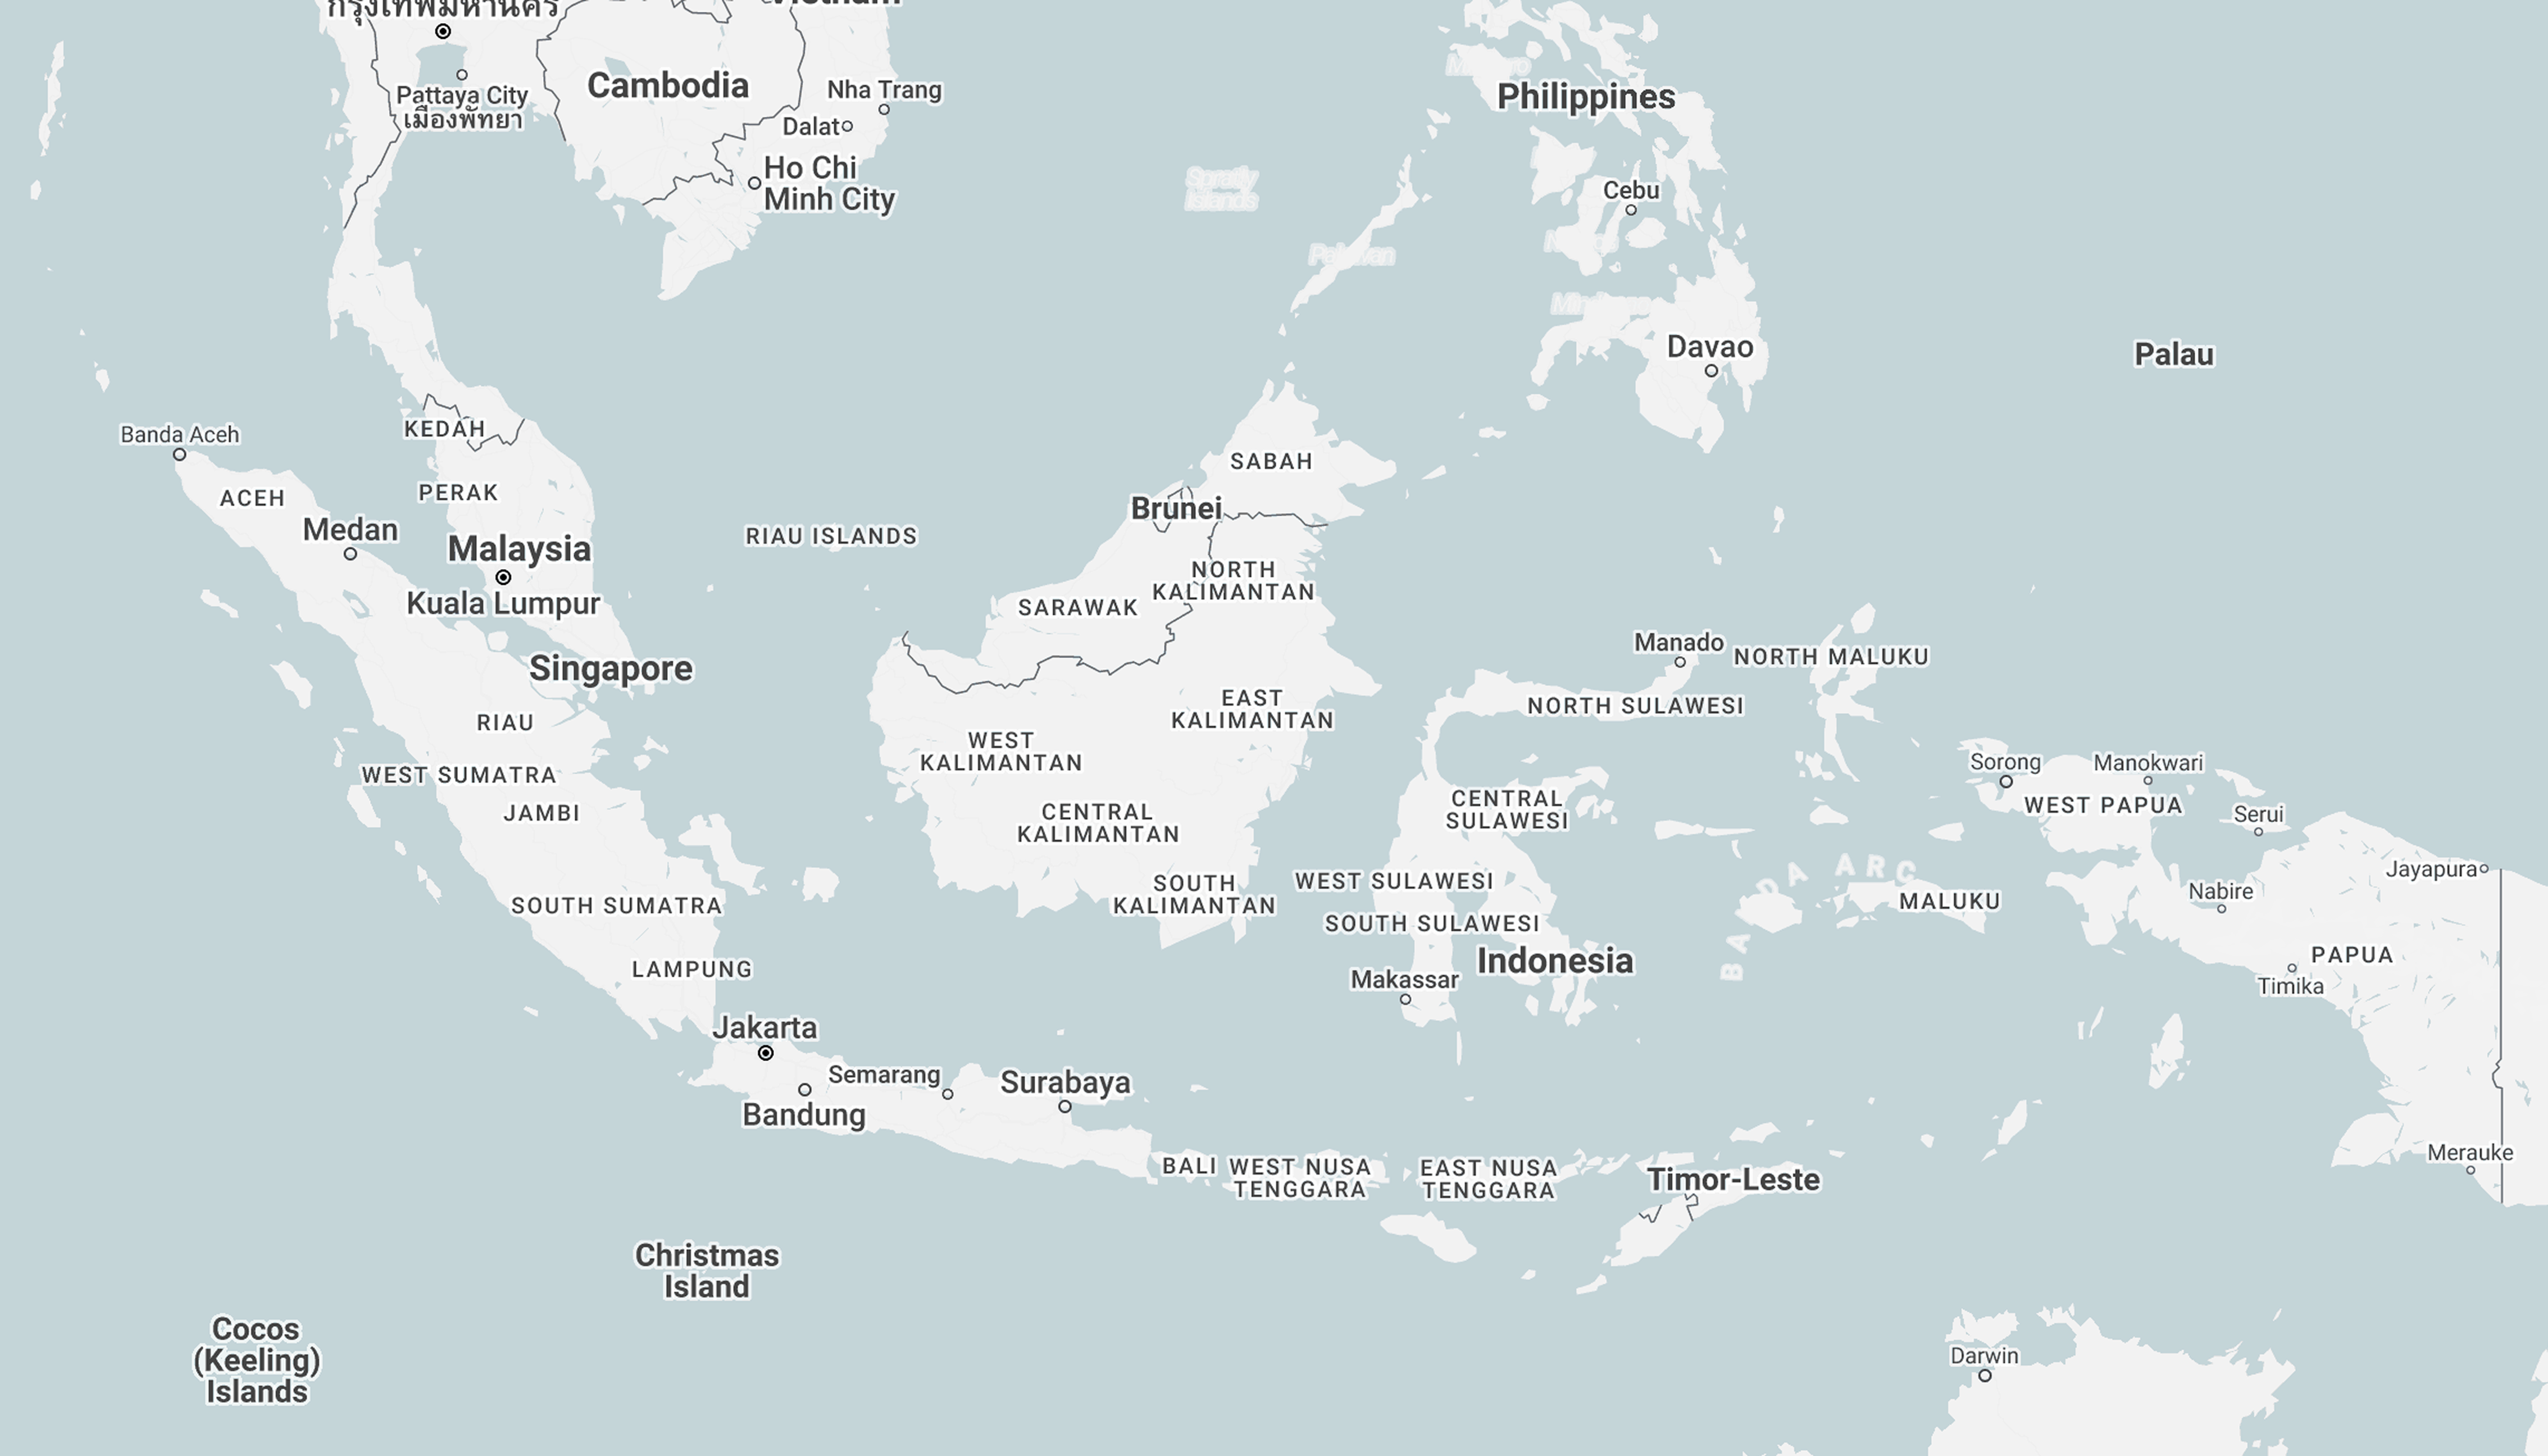 กรุงเทพมหานคร
Vietnam
Pattaya City
เมืองพัทยา
Cambodia
Nha Trang
Dalat
Ho Chi
Minh City
Philippines
Spratly
Islands
Cebu
Palawan
Davao
Palau
Banda Aceh
KEDAH
ACEH
PERAK
Medan
Malaysia
Kuala Lumpur
Singapore
RIAU ISLANDS
SABAH
Brunei
NORTH
KALIMANTAN
SARAWAK
Manado
NORTH MALUKU
NORTH SULAWESI
EAST
KALIMANTAN
WEST
KALIMANTAN
RIAU
WEST SUMATRA
JAMBI
CENTRAL
KALIMANTAN
CENTRAL
SULAWESI
Sorong
Manokwari
WEST PAPUA
Serui
Jayapura
BANDA ARC
Nabire
MALUKU
SOUTH
KALIMANTAN
WEST SULAWESI
SOUTH SULAWESI
SOUTH SUMATRA
LAMPUNG
Indonesia
Makassar
PAPUA
Timika
Jakarta
Semarang
Surabaya
Bandung
BALI
WEST NUSA
TENGGARA
EAST NUSA
TENGGARA
Timor-Leste
Merauke
Christmas
Island
Cocos
(Keeling)
Islands
Darwin